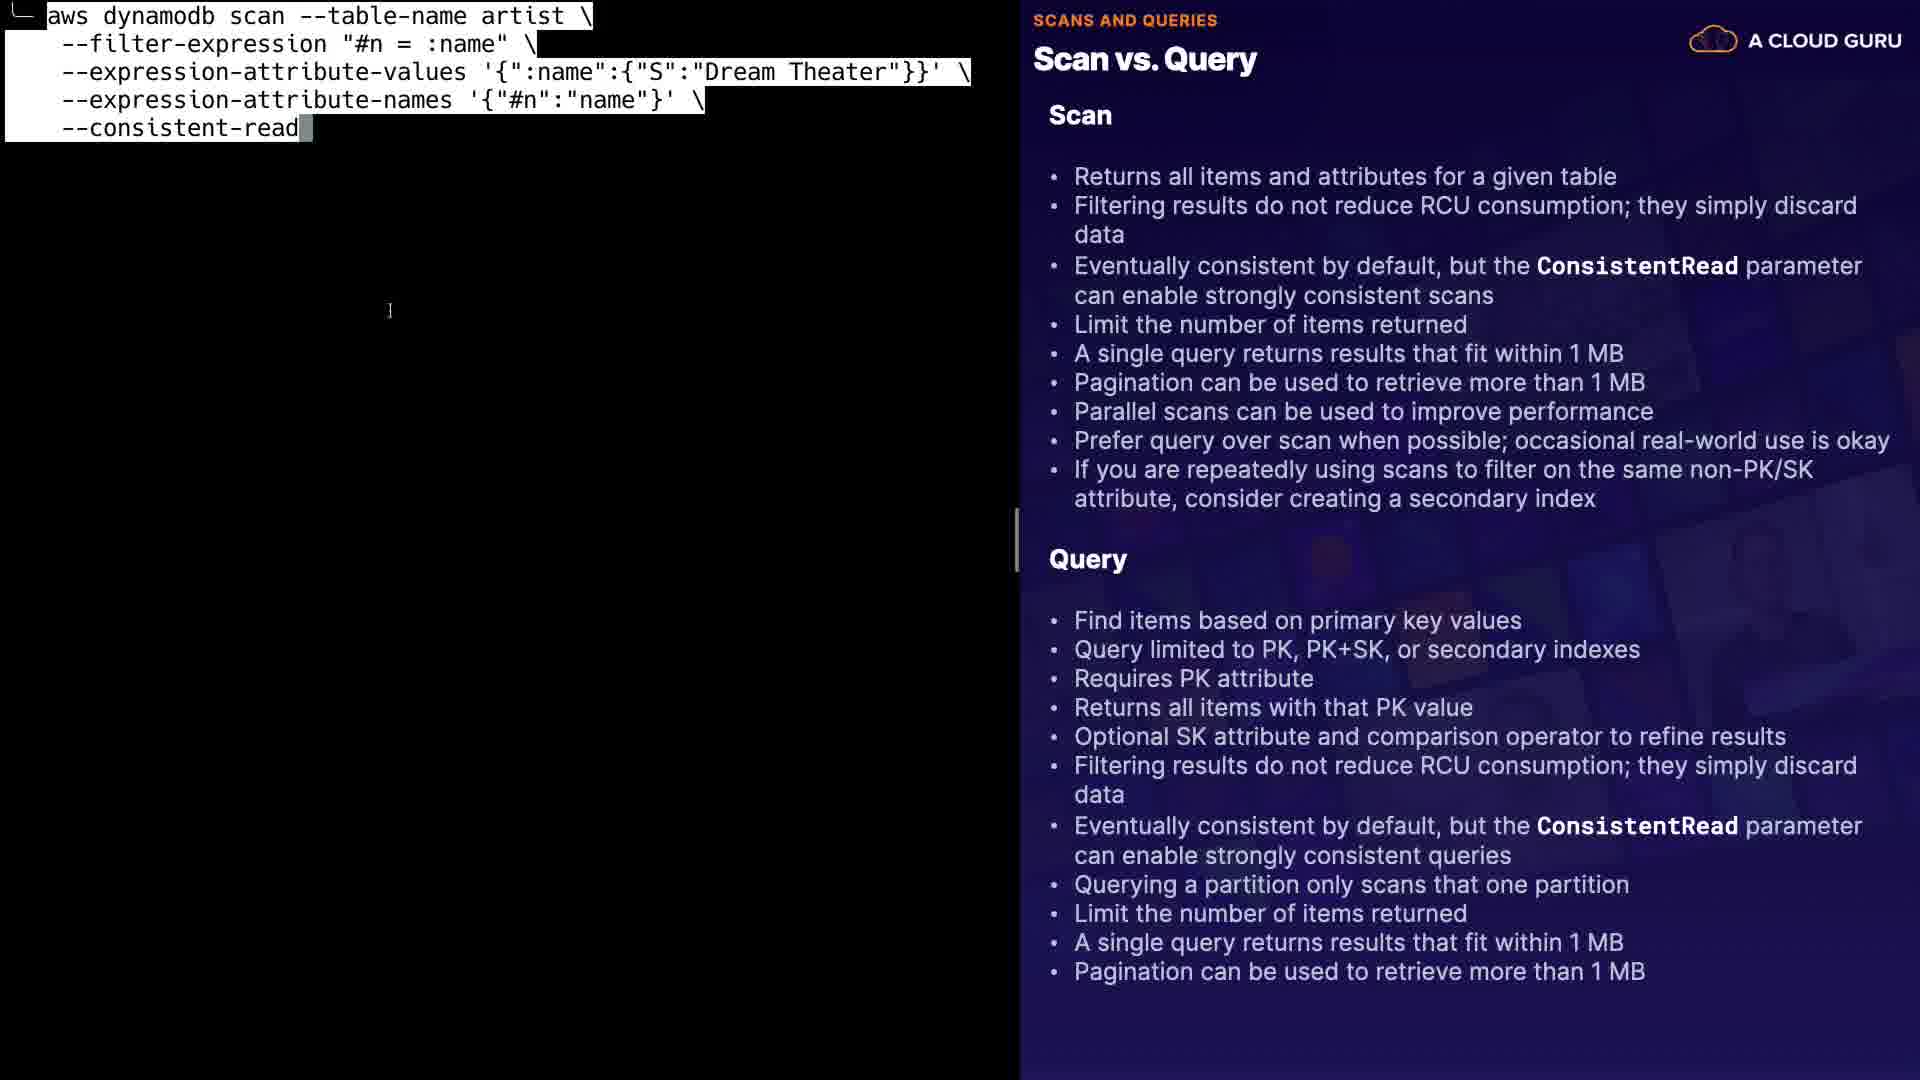 aws dynamodb scan --table-name artist \
--filter-expression "#n = :name" \
--expression-attribute-values '{":name":{"S":"Dream Theater"}}' \
--expression-attribute-names '{"#n":"name"}' \
--consistent-read
SCANS AND QUERIES
A CLOUD GURU
Scan vs. Query
Scan
• Returns all items and attributes for a given table
• Filtering results do not reduce RCU consumption; they simply discard
data
• Eventually consistent by default, but the ConsistentRead parameter
can enable strongly consistent scans
• Limit the number of items returned
• A single query returns results that fit within 1 MB
• Pagination can be used to retrieve more than 1 MB
• Parallel scans can be used to improve performance
• Prefer query over scan when possible; occasional real-world use is okay
• If you are repeatedly using scans to filter on the same non-PK/SK
attribute, consider creating a secondary index
Query
• Find items based on primary key values
• Query limited to PK, PK+SK, or secondary indexes
• Requires PK attribute
• Returns all items with that PK value
• Optional SK attribute and comparison operator to refine results
• Filtering results do not reduce RCU consumption; they simply discard
data
• Eventually consistent by default, but the ConsistentRead parameter
can enable strongly consistent queries
• Querying a partition only scans that one partition
• Limit the number of items returned
• A single query returns results that fit within 1 MB
• Pagination can be used to retrieve more than 1 MB